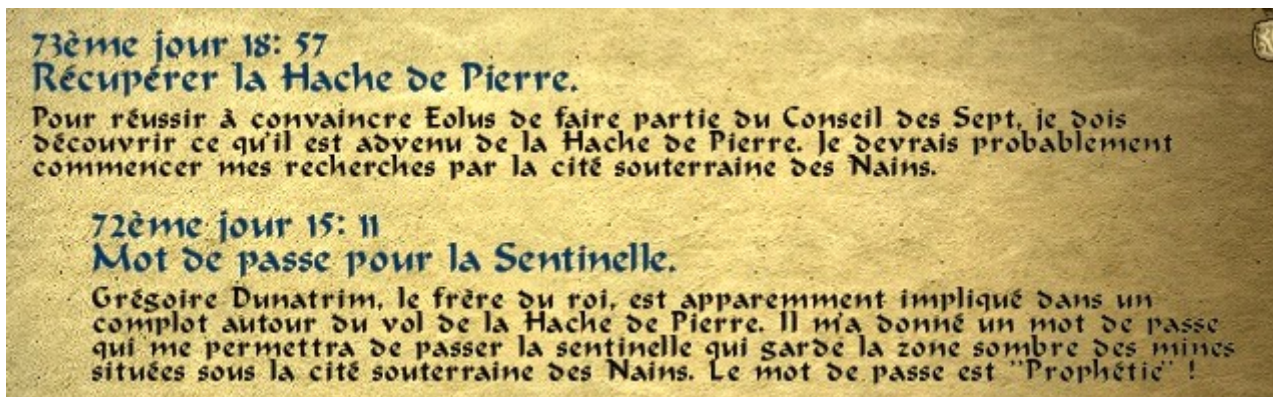 73ème jour 18: 57
Récupérer la Hache de Pierre.
Pour réussir à convaincre Eolus de faire partie du Conseil des Sept, je dois
découvrir ce qu'il est advenu de la Hache de Pierre. Je devrais probablement
commencer mes recherches par la cité souterraine des Nains.
72ème jour 15: 11
Mot de passe pour la Sentinelle.
Grégoire Dunatrim, le frère du roi, est apparemment impliqué dans un
complot autour du vol de la Hache de Pierre. Il m'a donné un mot de passe
qui me permettra de passer la sentinelle qui garde la zone sombre des mines
situées sous la cité souterraine des Nains. Le mot de passe est "Prophétie" !